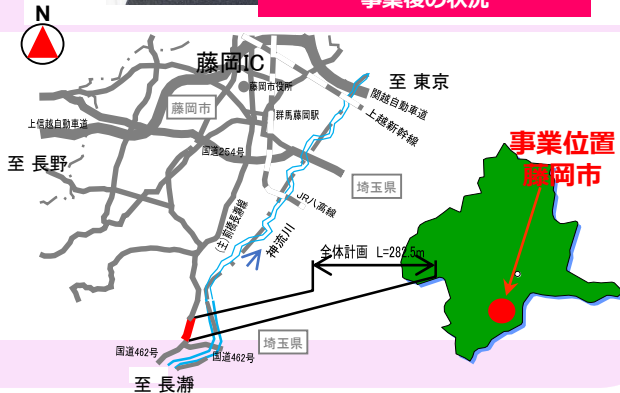 事業後の状況
N
藤岡IC
至 東京
藤岡市役所
関越自動車道
藤岡市
上越新幹線
群馬藤岡駅
上信越自動車道
国道254号
事業位置
藤岡市
至 長野
埼玉県
JR八高線
(主)前橋長瀞線
神流川
全体計画 L=282.5m
埼玉県
国道462号
国道462号
至 長瀞